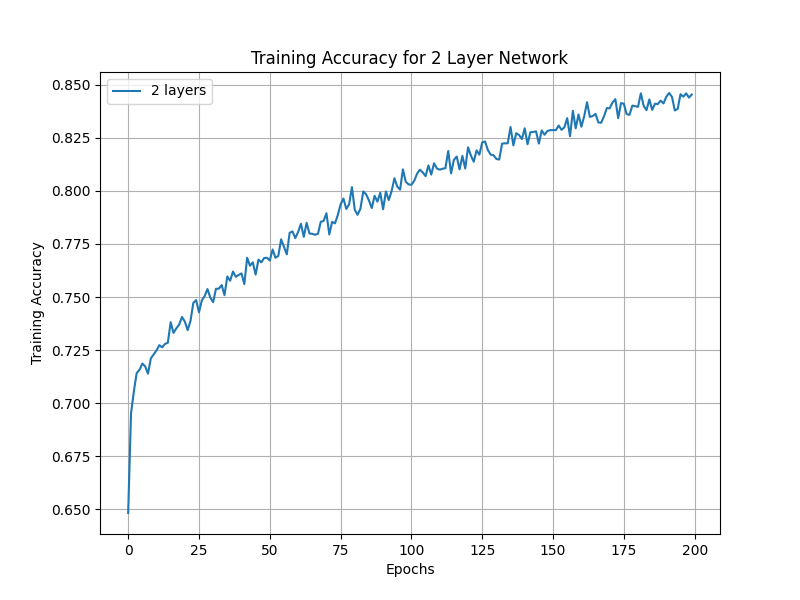 Training Accuracy for 2 Layer Network
2 layers
0.850
0.825
0.800
0.775
0.750
0.725
0.700
0.675
0.650
Training Accuracy
0 25 50 75 100 125 150 175 200
Epochs